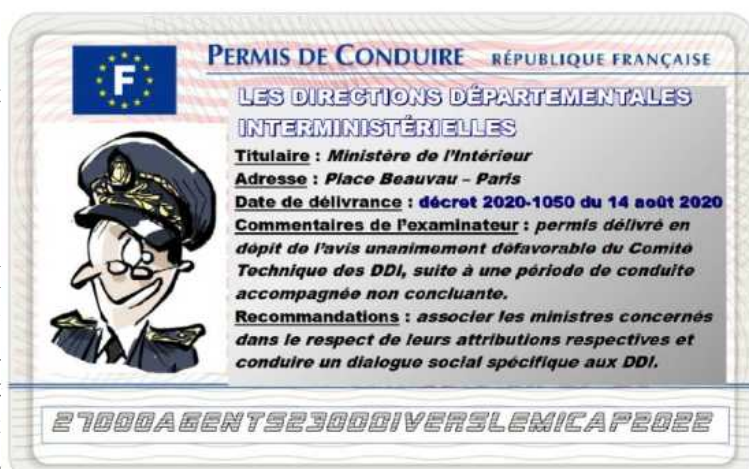 F
PERMIS DE CONDUIRE RÉPUBLIQUE FRANÇAISE
LES DIRECTIONS DÉPARTEMENTALES
INTERMINISTÉRIELLES
Titulaire : Ministère de l'Intérieur
Adresse : Place Beauvau – Paris
Date de délivrance : décret 2020-1050 du 14 août 2020
Commentaires de l'examinateur : permis délivré en
dépit de l'avis unanimement défavorable du Comité
Technique des DDI, suite à une période de conduite
accompagnée non concluante.
Recommandations : associer les ministres concernés
dans le respect de leurs attributions respectives et
conduire un dialogue social spécifique aux DDI.
27000AGENTS2300DIVERSLEMICAP2022